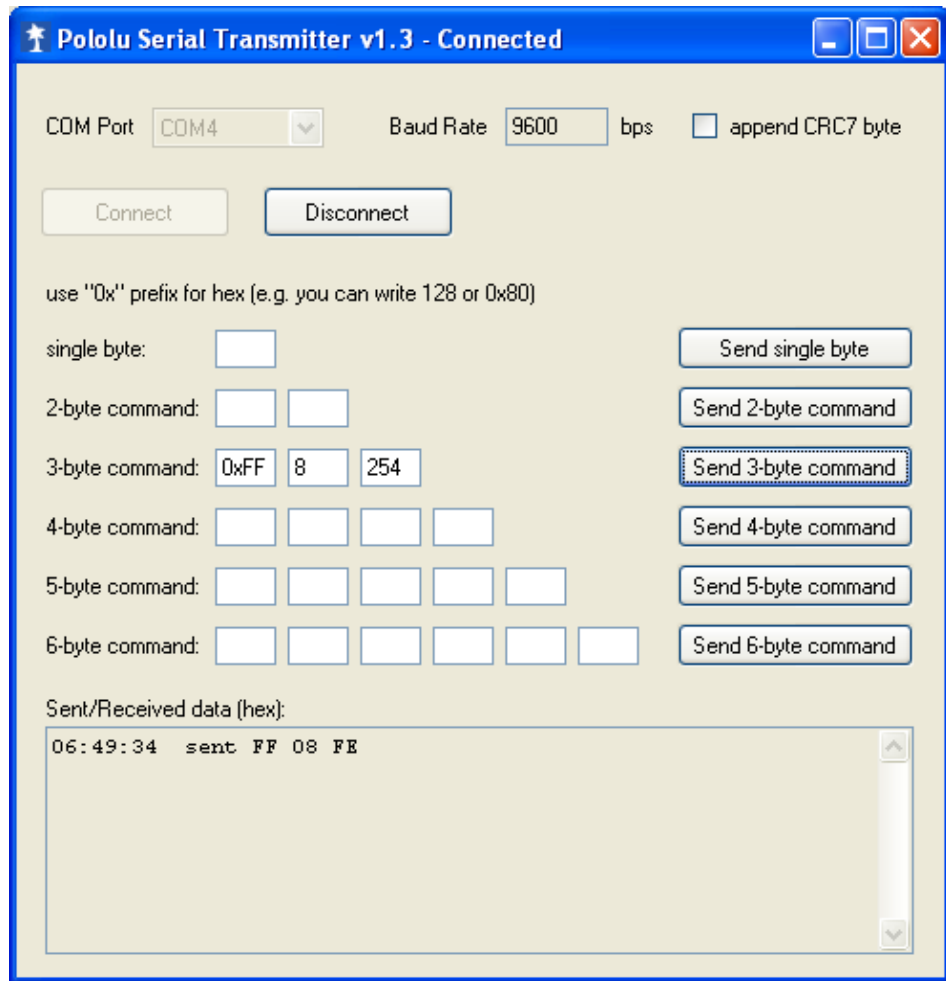 Pololu Serial Transmitter v1.3 - Connected
COM Port COM4 Baud Rate 9600 bps append CRC7 byte
Connect Disconnect
use "0x" prefix for hex (e.g. you can write 128 or 0x80)
single byte: Send single byte
2-byte command: Send 2-byte command
3-byte command: 0xFF 8 254 Send 3-byte command
4-byte command: Send 4-byte command
5-byte command: Send 5-byte command
6-byte command: Send 6-byte command
Sent/Received data (hex):
06:49:34 sent FF 08 FE